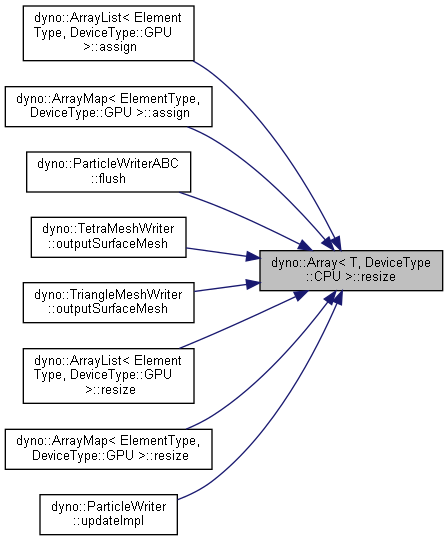 dyno::ArrayList< Element
Type, DeviceType::GPU
>::assign
dyno::ArrayMap< ElementType,
DeviceType::GPU >::assign
dyno::ParticleWriterABC
::flush
dyno::TetraMeshWriter
::outputSurfaceMesh
dyno::Array< T, DeviceType
::CPU >::resize
dyno::TriangleMeshWriter
::outputSurfaceMesh
dyno::ArrayList< Element
Type, DeviceType::GPU
>::resize
dyno::ArrayMap< ElementType,
DeviceType::GPU >::resize
dyno::ParticleWriter
::updateImpl